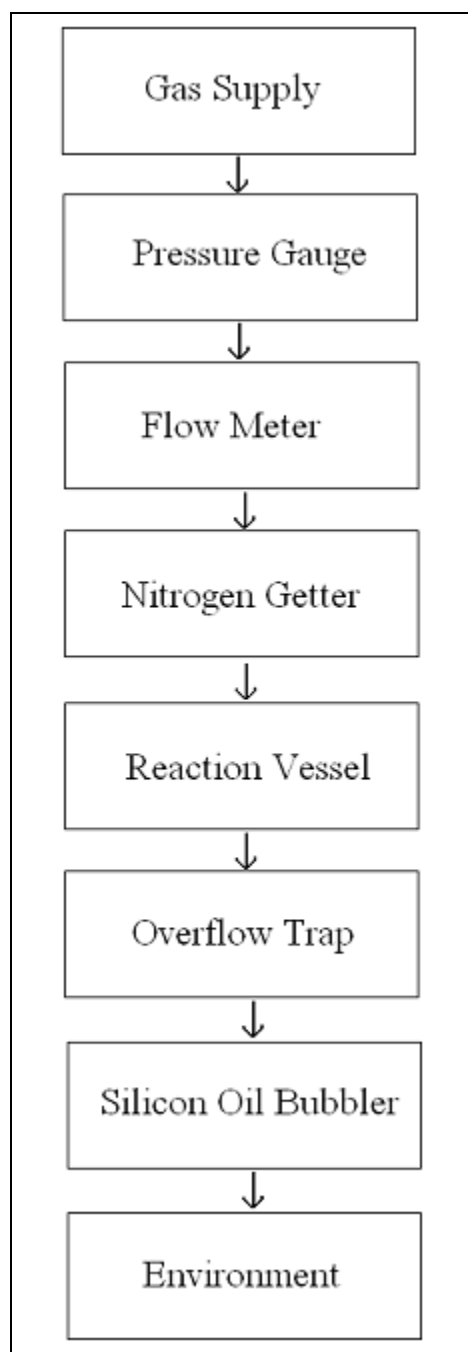 Gas Supply
Pressure Gauge
Flow Meter
Nitrogen Getter
Reaction Vessel
Overflow Trap
Silicon Oil Bubbler
Environment